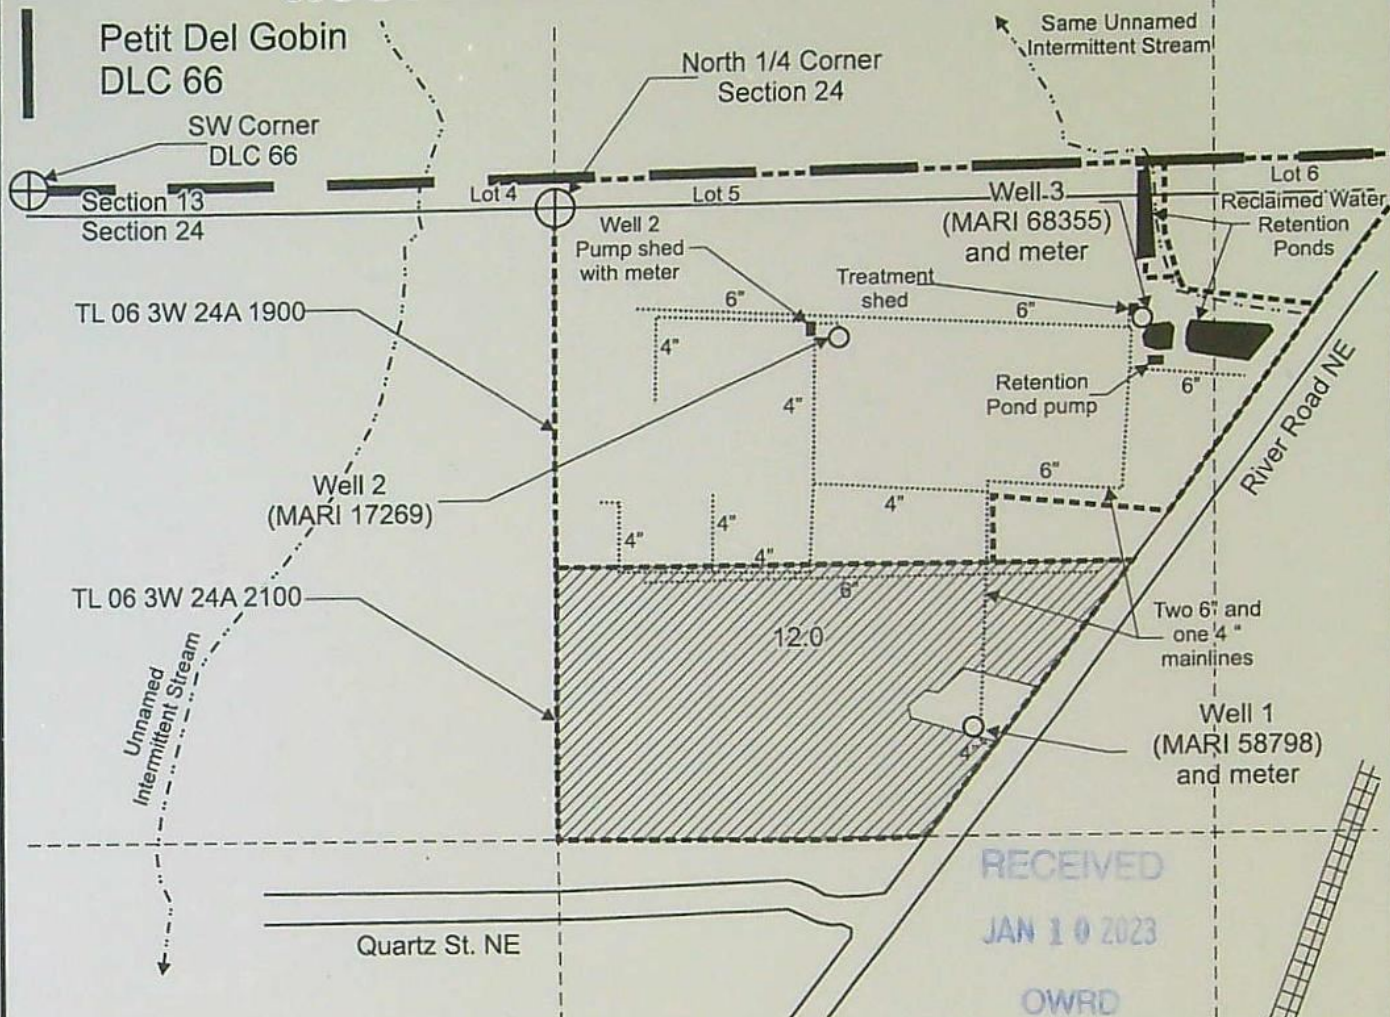 Petit Del Gobin
DLC 66
SW Corner
DLC 66
North 1/4 Corner
Section 24
Same Unnamed
Intermittent Stream
Section 13
Section 24
Lot 4
Lot 5
Lot 6
Well 2
Pump shed
with meter
Well 3
(MARI 68355)
and meter
Reclaimed Water
Retention
Ponds
Treatment
shed
TL 06 3W 24A 1900
6"
6"
4"
4"
Retention
Pond pump
6"
River Road NE
Well 2
(MARI 17269)
6"
4"
4"
4"
4"
6"
TL 06 3W 24A 2100
12.0
Two 6" and
one 4 "
mainlines
Unnamed
Intermittent Stream
Well 1
(MARI 58798)
and meter
4"
Quartz St. NE
RECEIVED
JAN 10 2023
OWRD